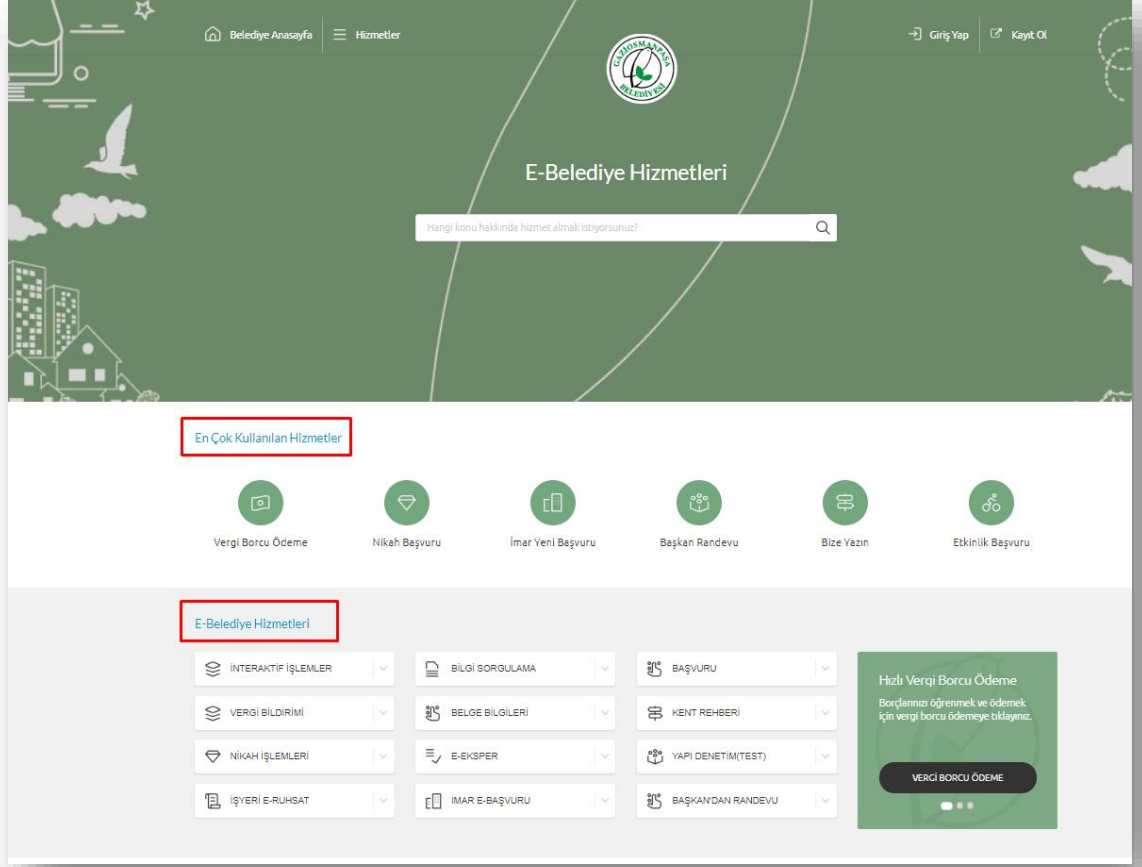 Belediye Anasayfa
Hizmetler
Giriş Yap
Kayıt Ol
GAZİOSMANPAŞA
BELEDİYESİ
E-Belediye Hizmetleri
Hangi konu hakkında hizmet almak istiyorsunuz?
En Çok Kullanılan Hizmetler
Vergi Borcu Ödeme
Nikah Başvuru
İmar Yeni Başvuru
Başkan Randevu
Bize Yazın
Etkinlik Başvuru
E-Belediye Hizmetleri
İNTERAKTİF İŞLEMLER
BİLGİ SORGULAMA
BAŞVURU
VERGİ BİLDİRİMİ
BELGE BİLGİLERİ
KENT REHBERİ
NİKAH İŞLEMLERİ
E-EKSPER
YAPI DENETİM(TEST)
İŞYERİ E-RUHSAT
IMAR E-BAŞVURU
BAŞKAN'DAN RANDEVU
Hızlı Vergi Borcu Ödeme
Borçlarınızı öğrenmek ve ödemek
için vergi borcu ödemeye tıklayınız.
VERGİ BORCU ÖDEME